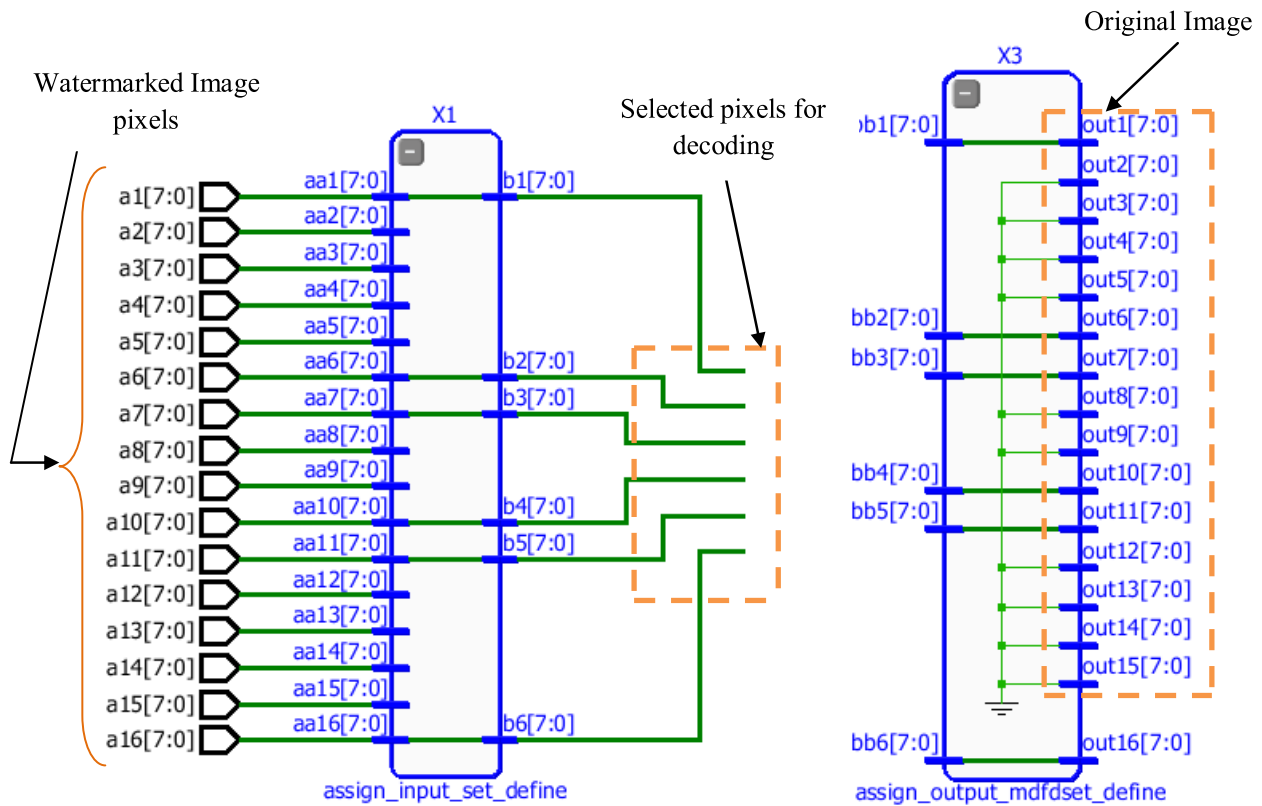 Watermarked Image
pixels
a1[7:0]
a2[7:0]
a3[7:0]
a4[7:0]
a5[7:0]
a6[7:0]
a7[7:0]
a8[7:0]
a9[7:0]
a10[7:0]
a11[7:0]
a12[7:0]
a13[7:0]
a14[7:0]
a15[7:0]
a16[7:0]
X1
aa1[7:0]
aa2[7:0]
aa3[7:0]
aa4[7:0]
aa5[7:0]
aa6[7:0]
aa7[7:0]
aa8[7:0]
aa9[7:0]
aa10[7:0]
aa11[7:0]
aa12[7:0]
aa13[7:0]
aa14[7:0]
aa15[7:0]
aa16[7:0]
b1[7:0]
b2[7:0]
b3[7:0]
b4[7:0]
b5[7:0]
b6[7:0]
assign_input_set_define
Selected pixels for
decoding
Original Image
X3
bb1[7:0]
bb2[7:0]
bb3[7:0]
bb4[7:0]
bb5[7:0]
bb6[7:0]
out1[7:0]
out2[7:0]
out3[7:0]
out4[7:0]
out5[7:0]
out6[7:0]
out7[7:0]
out8[7:0]
out9[7:0]
out10[7:0]
out11[7:0]
out12[7:0]
out13[7:0]
out14[7:0]
out15[7:0]
out16[7:0]
assign_output_mdfdset_define